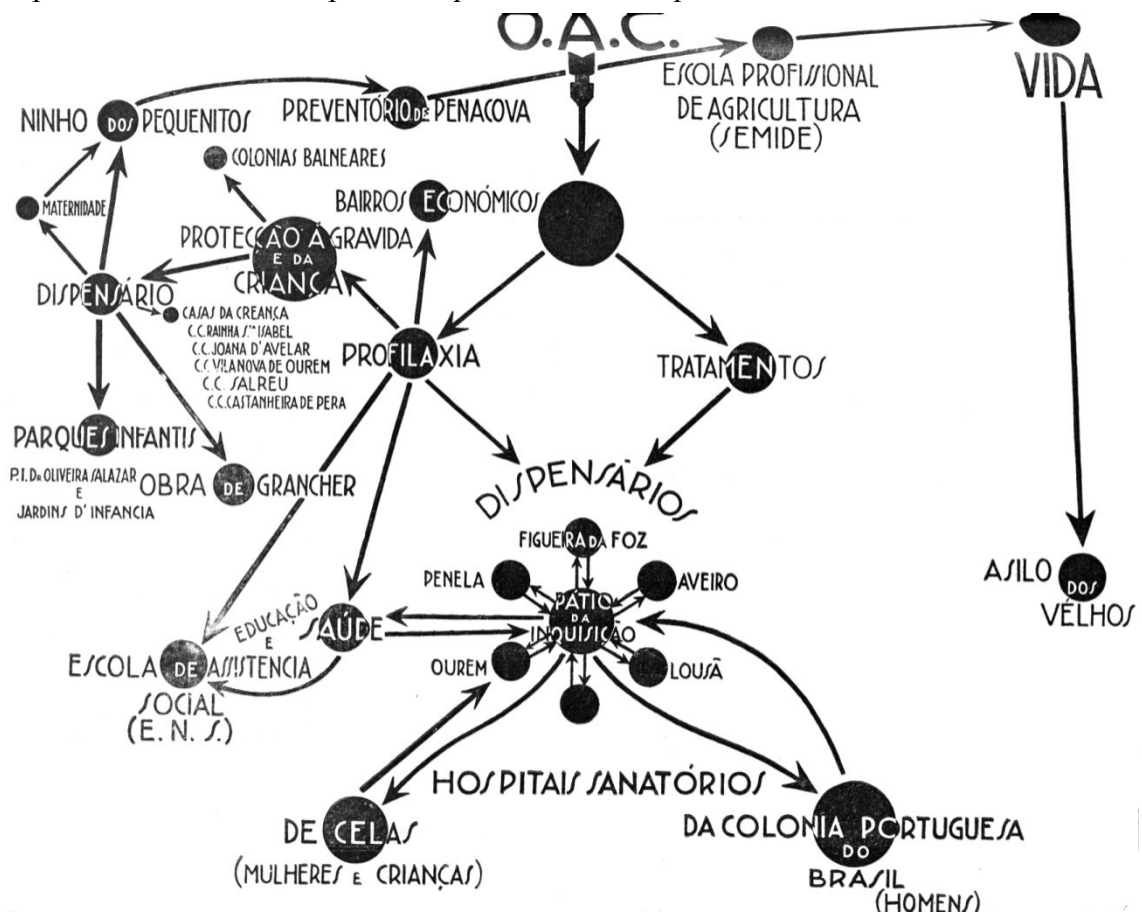 O.A.C.
ESCOLA PROFISSIONAL
DE AGRICULTURA
(SEMIDE)
VIDA
NINHO DOS PEQUENITOS
PREVENTÓRIO DE PENACOVA
COLONIAS BALNEARES
MATERNIDADE
BAIRROS ECONÓMICOS
PROTECÇÃO Á GRAVIDA
E DA
CRIANÇA
DISPENSÁRIO
CASAS DA CREANÇA
C.C. RAINHA S.TA ISABEL
C.C. JOANA D'AVELAR
C.C. VILA NOVA DE OUREM
C.C. SALREU
C.C. CASTANHEIRA DE PERA
PROFILAXIA
TRATAMENTOS
PARQUES INFANTIS
P.I. DR OLIVEIRA SALAZAR
E
JARDINS D'INFANCIA
OBRA DE GRANCHER
DISPENSÁRIOS
FIGUEIRA DA FOZ
PENELA
AVEIRO
PÁTIO
DA
INQUISIÇÃO
OUREM
LOUSÃ
ASILO DOS
VÉLHOS
EDUCAÇÃO
E
SAÚDE
ESCOLA DE ASSISTENCIA
SOCIAL
(E. N. S.)
HOSPITAIS SANATÓRIOS
DE CELAS
(MULHERES E CRIANÇAS)
DA COLONIA PORTUGUESA
DO
BRASIL
(HOMENS)